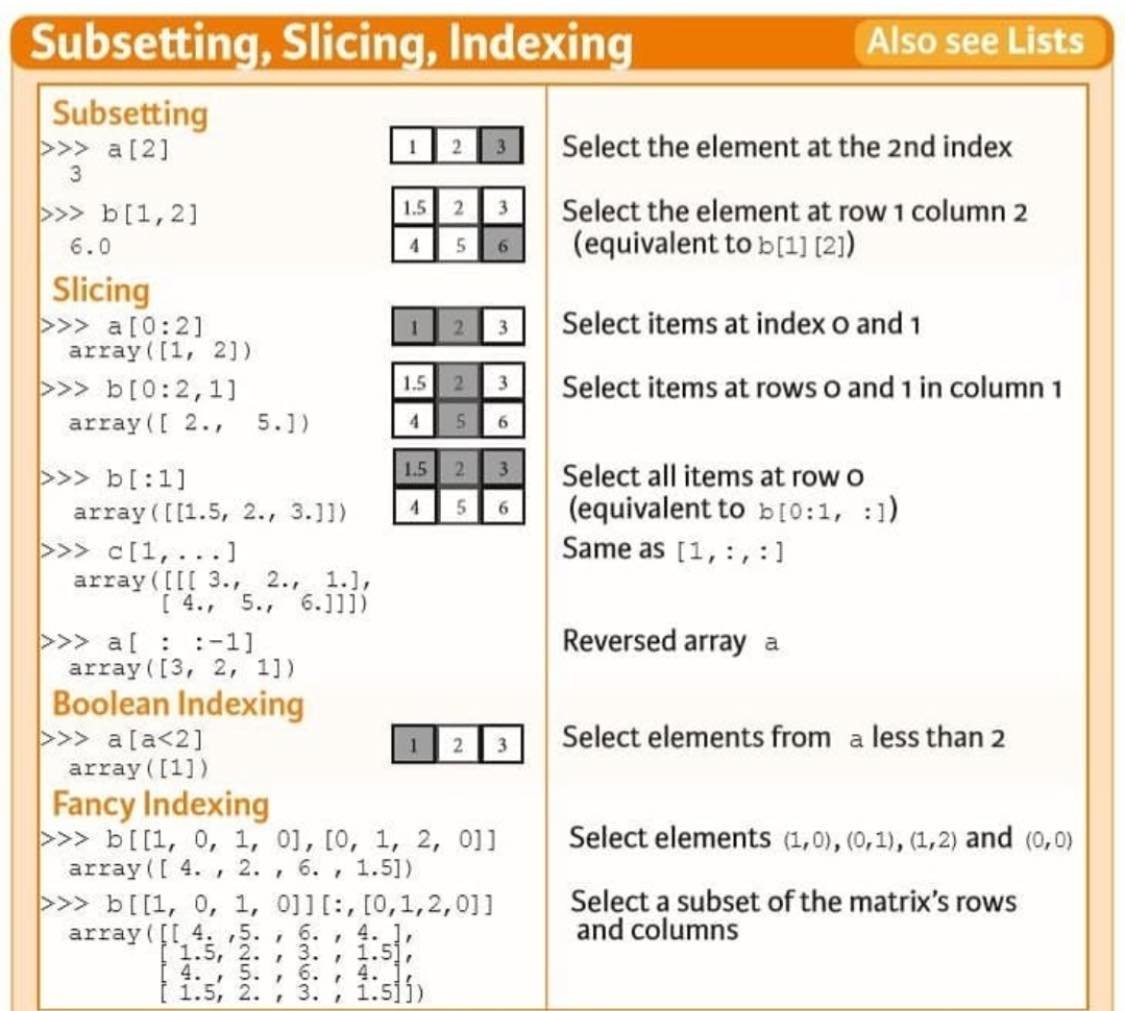 Subsetting, Slicing, Indexing
Also see Lists
Subsetting
>>> a[2]
3
1 2 3
Select the element at the 2nd index
>>> b[1,2]
6.0
1.5 2 3
4 5 6
Select the element at row 1 column 2
(equivalent to b[1][2])
Slicing
>>> a[0:2]
array([1, 2])
1 2 3
Select items at index 0 and 1
>>> b[0:2,1]
array([ 2., 5.])
1.5 2 3
4 5 6
Select items at rows 0 and 1 in column 1
>>> b[:1]
array([[1.5, 2., 3.]])
1.5 2 3
4 5 6
Select all items at row 0
(equivalent to b[0:1, :])
>>> c[1,...]
array([[[ 3., 2., 1.],
[ 4., 5., 6.]]])
Same as [1,:,:]
>>> a[ : :-1]
array([3, 2, 1])
Reversed array a
Boolean Indexing
>>> a[a<2]
array([1])
1 2 3
Select elements from a less than 2
Fancy Indexing
>>> b[[1, 0, 1, 0],[0, 1, 2, 0]]
array([ 4. , 2. , 6. , 1.5])
Select elements (1,0),(0,1),(1,2) and (0,0)
>>> b[[1, 0, 1, 0]][:,[0,1,2,0]]
array([[ 4. ,5. , 6. , 4. ],
[ 1.5, 2. , 3. , 1.5],
[ 4. , 5. , 6. , 4. ],
[ 1.5, 2. , 3. , 1.5]])
Select a subset of the matrix's rows
and columns